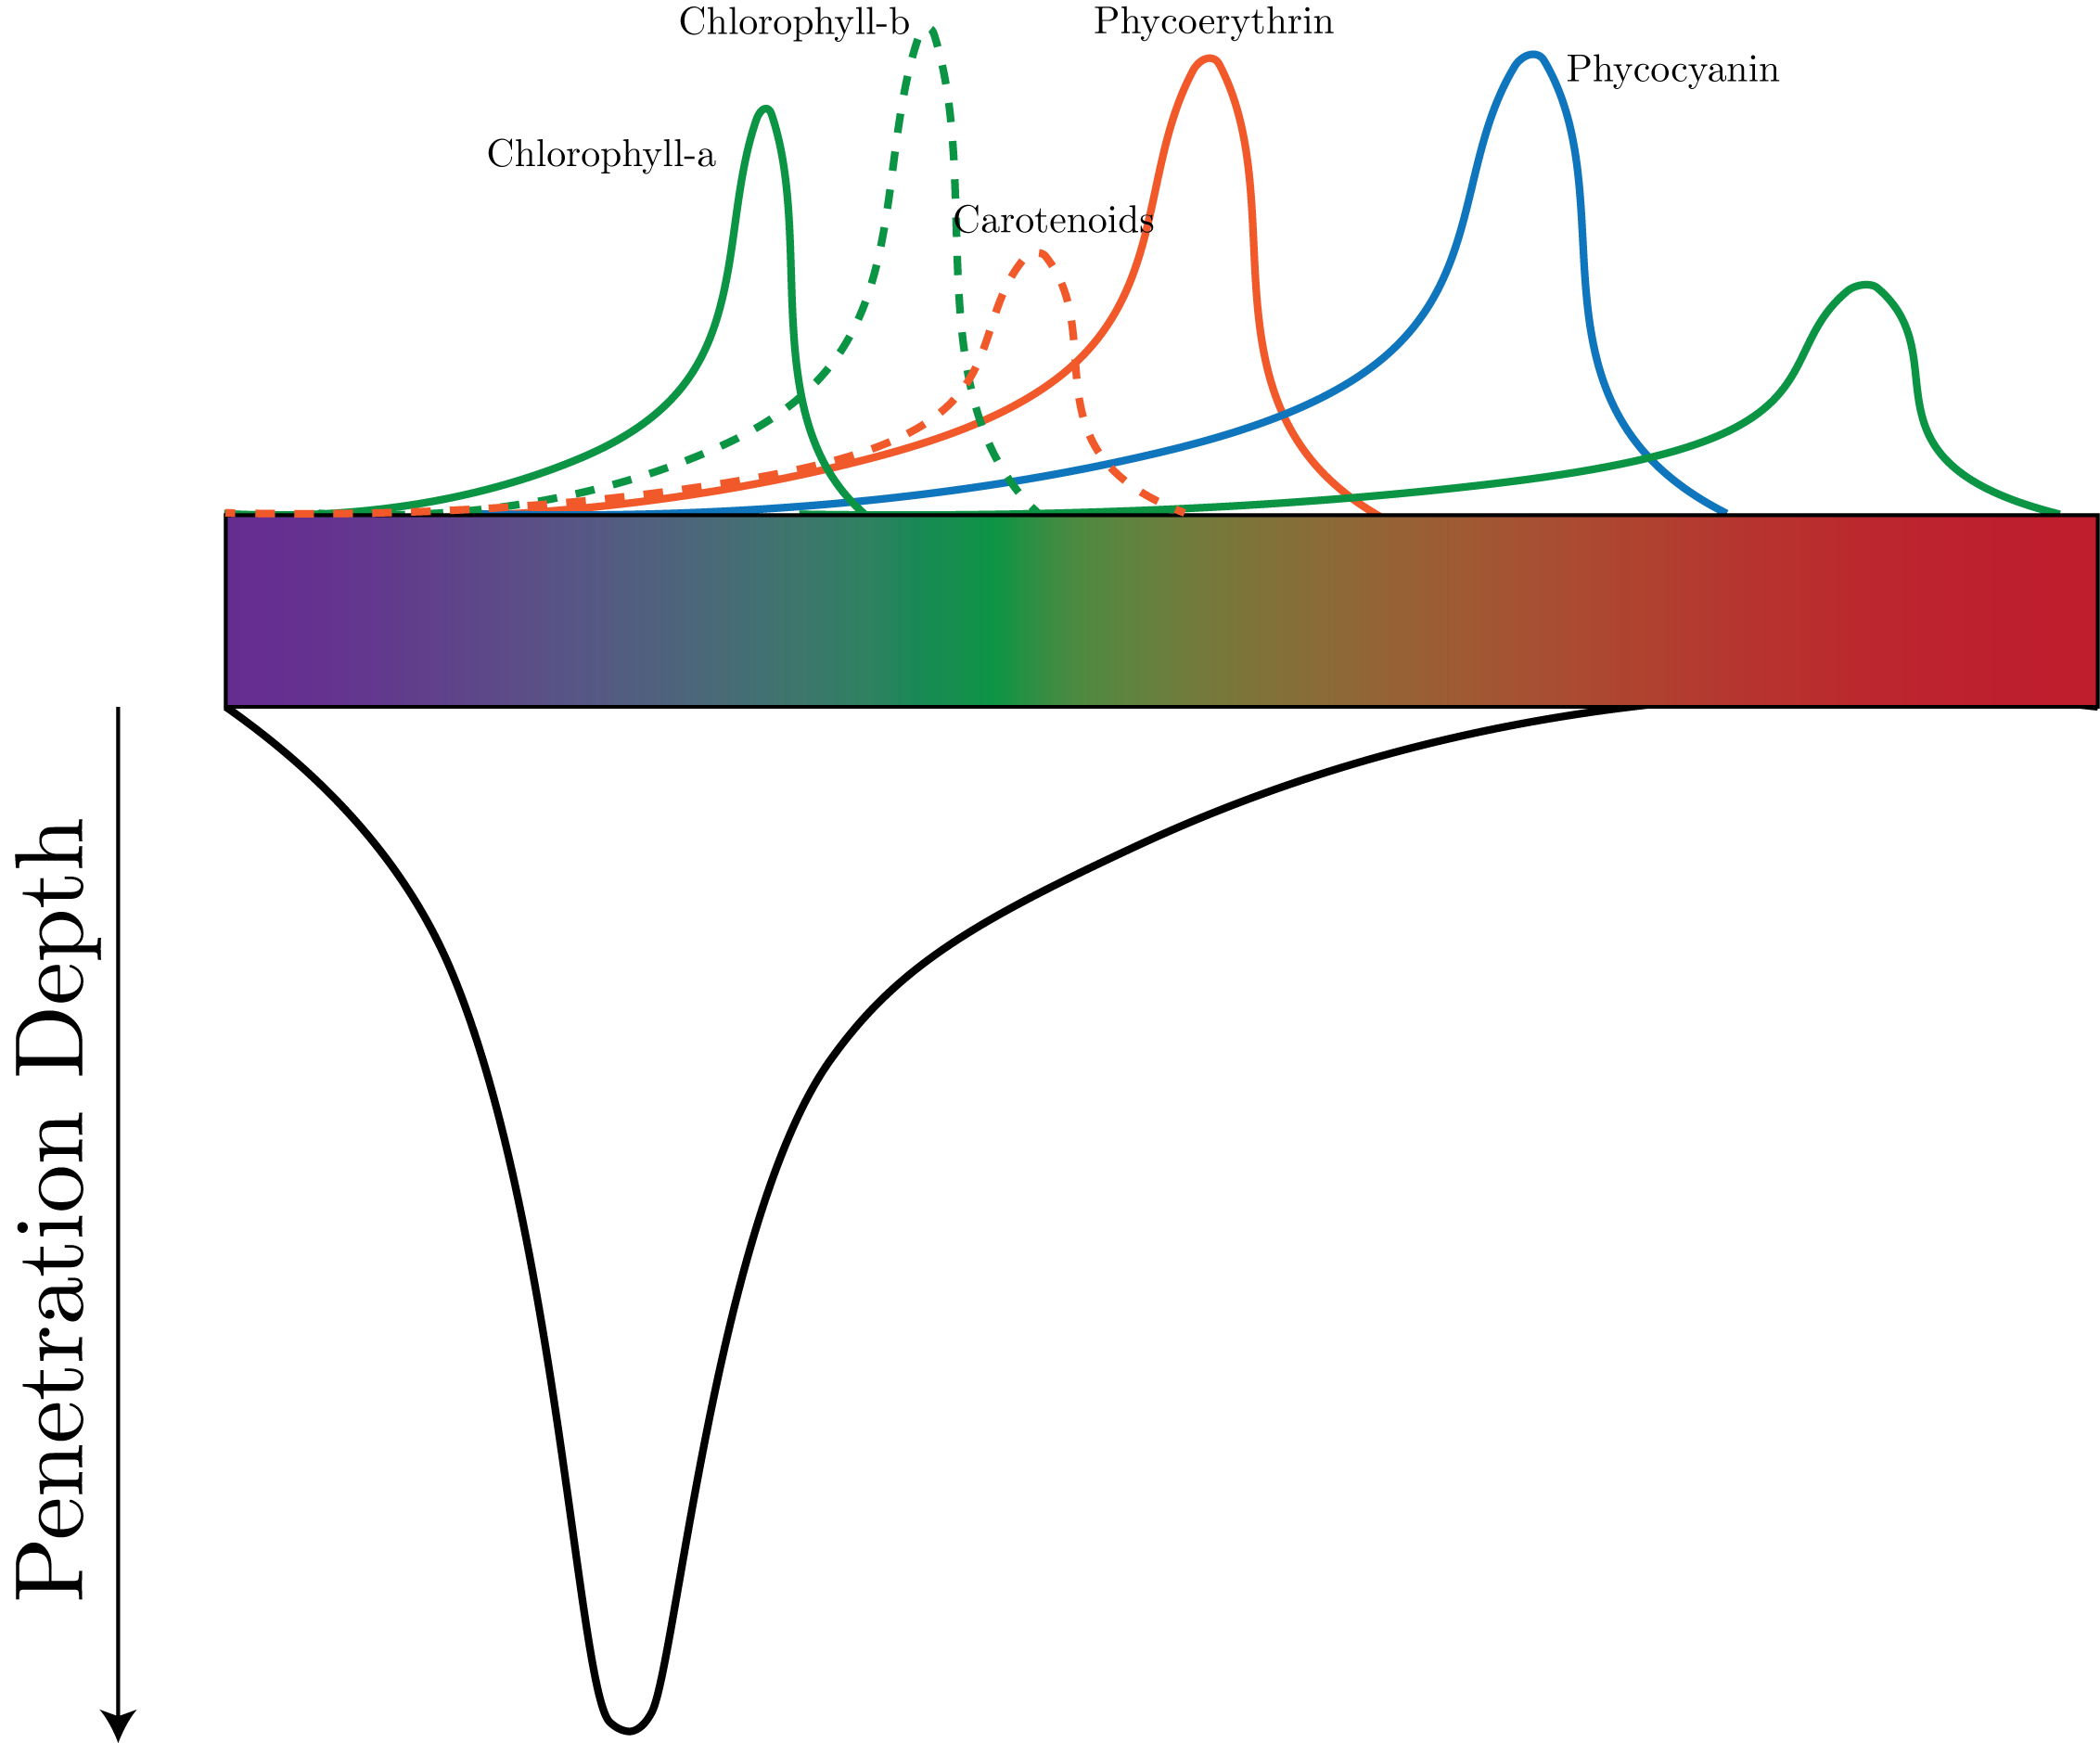 Chlorophyll-b
Phycoerythrin
Phycocyanin
Chlorophyll-a
Carotenoids
Penetration Depth